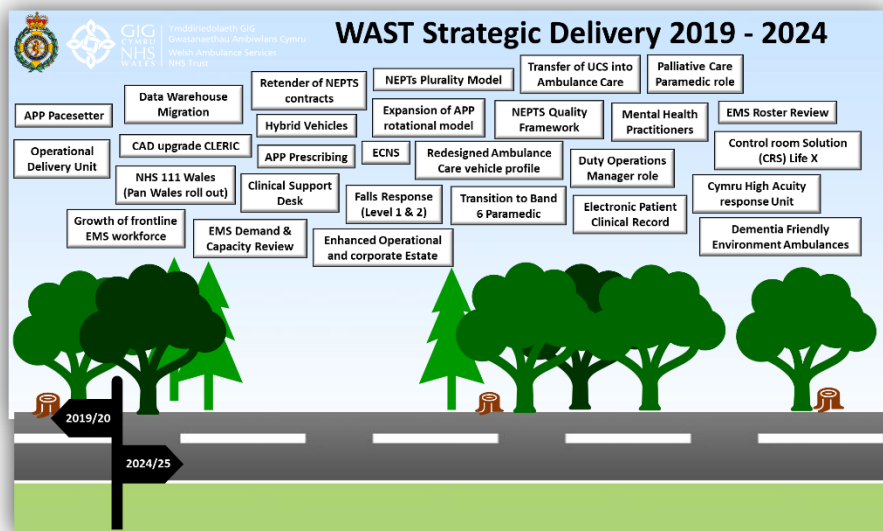 GIG
CYMRU
NHS
WALES
Ymddiriedolaeth GIG
Gwasanaethau Ambiwlans Cymru
Welsh Ambulance Services
NHS Trust
WAST Strategic Delivery 2019 - 2024
APP Pacesetter
Data Warehouse
Migration
Retender of NEPTS
contracts
NEPTs Plurality Model
Transfer of UCS into
Ambulance Care
Palliative Care
Paramedic role
Hybrid Vehicles
Expansion of APP
rotational model
NEPTS Quality
Framework
Mental Health
Practitioners
EMS Roster Review
Operational
Delivery Unit
CAD upgrade CLERIC
APP Prescribing
ECNS
Redesigned Ambulance
Care vehicle profile
Duty Operations
Manager role
Control room Solution
(CRS) Life X
NHS 111 Wales
(Pan Wales roll out)
Clinical Support
Desk
Falls Response
(Level 1 & 2)
Transition to Band
6 Paramedic
Electronic Patient
Clinical Record
Cymru High Acuity
response Unit
Growth of frontline
EMS workforce
EMS Demand &
Capacity Review
Enhanced Operational
and corporate Estate
Dementia Friendly
Environment Ambulances
2019/20
2024/25